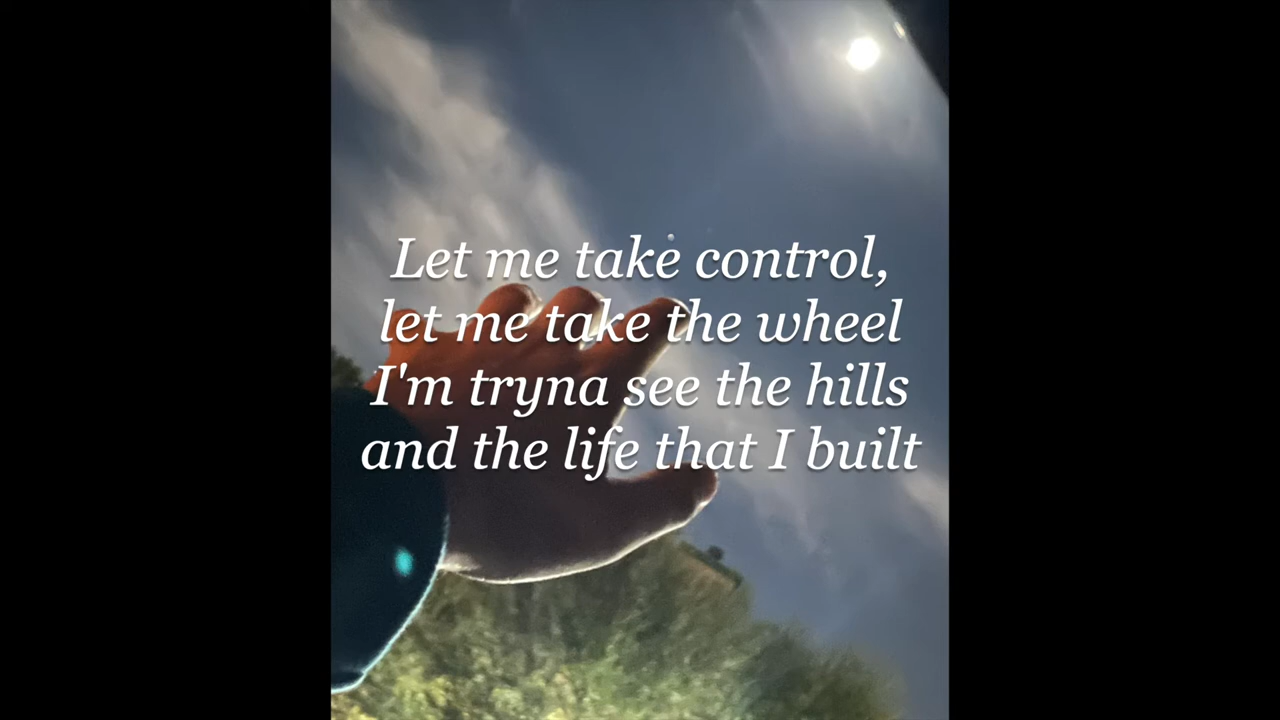 Let me take control,
let me take the wheel
I'm tryna see the hills
and the life that I built